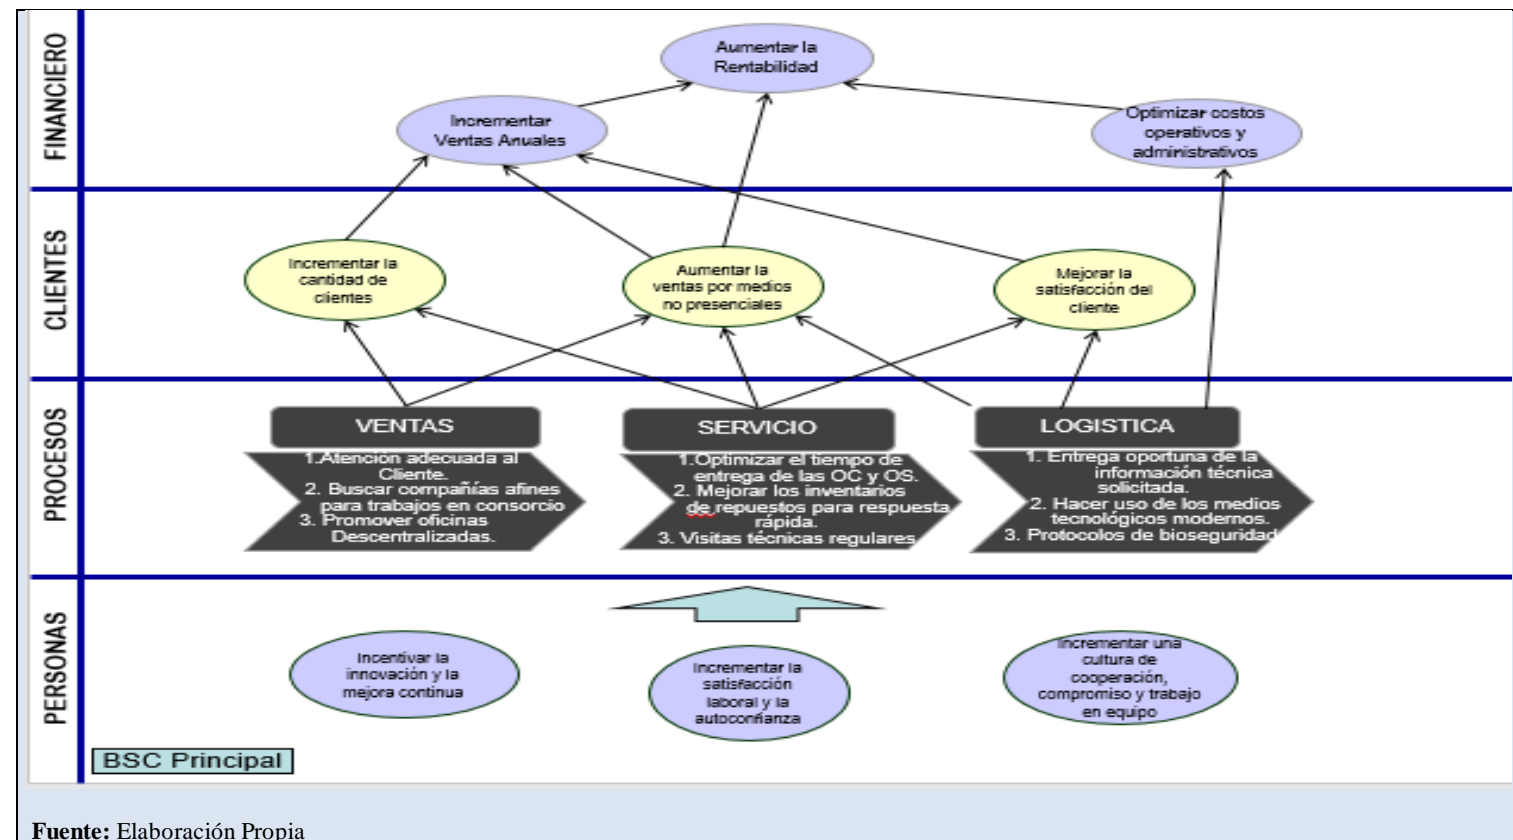 FINANCIERO
Aumentar la
Rentabilidad
Incrementar
Ventas Anuales
Optimizar costos
operativos y
administrativos
CLIENTES
Incrementar la
cantidad de
clientes
Aumentar la
ventas por medios
no presenciales
Mejorar la
satisfacción del
cliente
PROCESOS
VENTAS
1.Atención adecuada al
Cliente.
2. Buscar compañías afines
para trabajos en consorcio
3. Promover oficinas
Descentralizadas.
SERVICIO
1.Optimizar el tiempo de
entrega de las OC y OS.
2. Mejorar los inventarios
de repuestos para respuesta
rápida.
3. Visitas técnicas regulares
LOGISTICA
1. Entrega oportuna de la
información técnica
solicitada.
2. Hacer uso de los medios
tecnológicos modernos.
3. Protocolos de bioseguridad
PERSONAS
Incentivar la
innovación y la
mejora continua
Incrementar la
satisfacción
laboral y la
autoconfianza
Incrementar una
cultura de
cooperación,
compromiso y trabajo
en equipo
BSC Principal
Fuente: Elaboración Propia